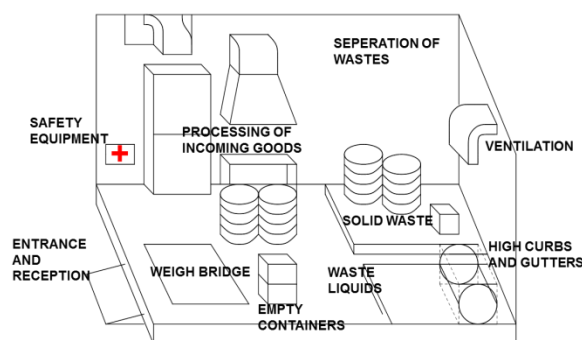 SEPERATION OF
WASTES
SAFETY
EQUIPMENT
PROCESSING OF
INCOMING GOODS
VENTILATION
SOLID WASTE
ENTRANCE
AND
RECEPTION
WEIGH BRIDGE
WASTE
LIQUIDS
HIGH CURBS
AND GUTTERS
EMPTY
CONTAINERS